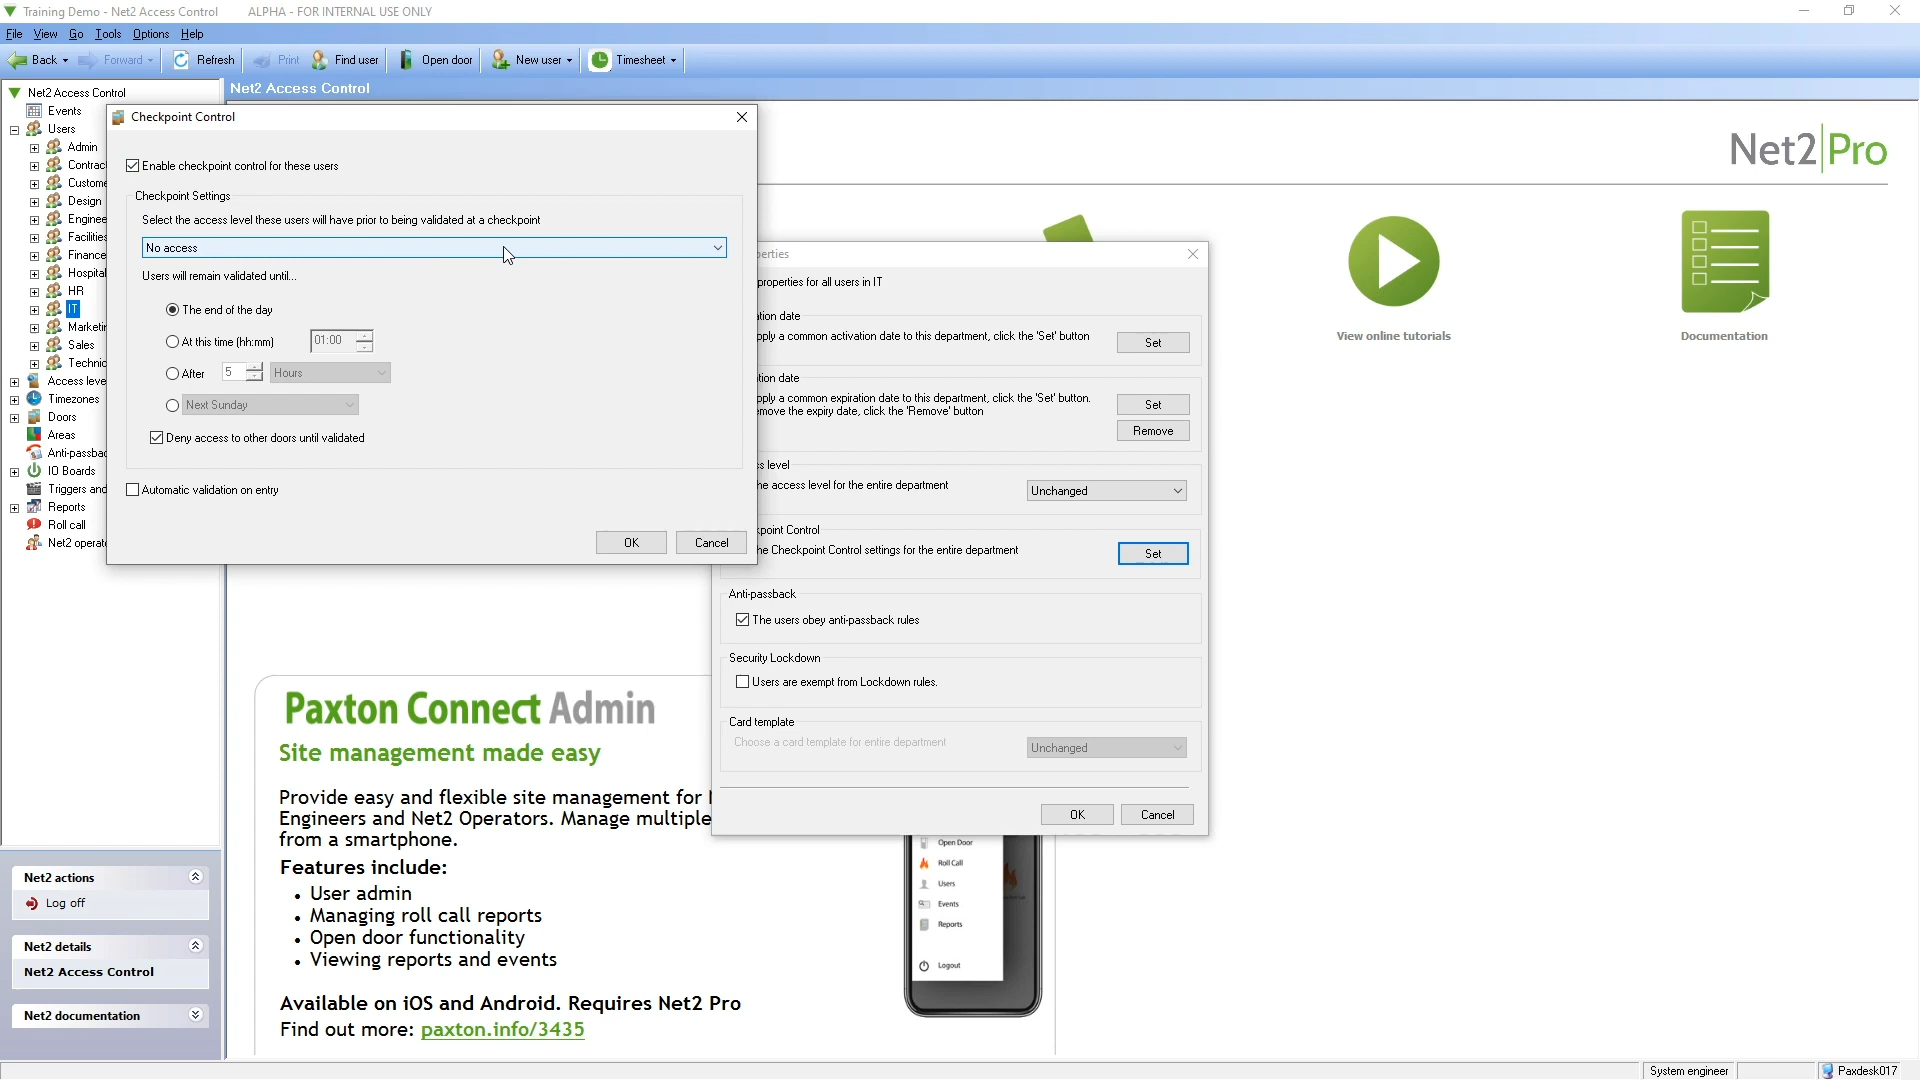 Training Demo - Net2 Access Control ALPHA - FOR INTERNAL USE ONLY
File View Go Tools Options Help
Back Forward Refresh Print Find user Open door New user Timesheet
Net2 Access Control
Net2 Access Control
Events
Users
Admin
Contrac
Custome
Design
Enginee
Facilities
Finance
Hospital
HR
IT
Marketin
Sales
Technic
Access leve
Timezones
Doors
Areas
Anti-passba
IO Boards
Triggers and
Reports
Roll call
Net2 operat
Net2 actions
Log off
Net2 details
Net2 Access Control
Net2 documentation
Checkpoint Control
Enable checkpoint control for these users
Checkpoint Settings
Select the access level these users will have prior to being validated at a checkpoint
No access
Users will remain validated until...
The end of the day
At this time (hh:mm) 01:00
After 5 Hours
Next Sunday
Deny access to other doors until validated
Automatic validation on entry
OK Cancel
erties
properties for all users in IT
tion date
pply a common activation date to this department, click the 'Set' button
Set
tion date
pply a common expiration date to this department, click the 'Set' button.
emove the expiry date, click the 'Remove' button
Set
Remove
ss level
he access level for the entire department
Unchanged
kpoint Control
he Checkpoint Control settings for the entire department
Set
Anti-passback
The users obey anti-passback rules
Security Lockdown
Users are exempt from Lockdown rules.
Card template
Choose a card template for entire department
Unchanged
OK Cancel
Net2 Pro
View online tutorials
Documentation
Paxton Connect Admin
Site management made easy
Provide easy and flexible site management for
Engineers and Net2 Operators. Manage multiple
from a smartphone.
Features include:
• User admin
• Managing roll call reports
• Open door functionality
• Viewing reports and events
Available on iOS and Android. Requires Net2 Pro
Find out more: paxton.info/3435
Open Door
Roll Call
Users
Events
Reports
Logout
System engineer
Paxdesk017